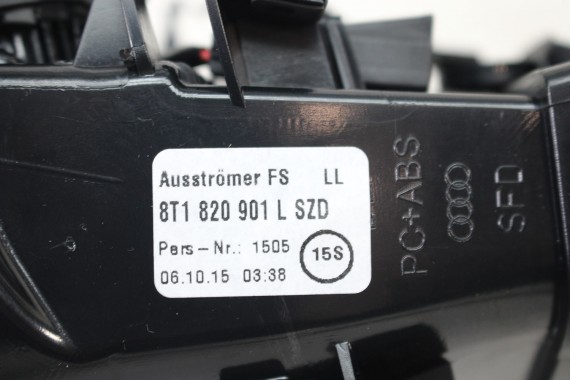 Ausströmer FS LL
8T1 820 901 L SZD
Pers-Nr.: 1505 15S
06.10.15 03:38
PC+ABS
SFD